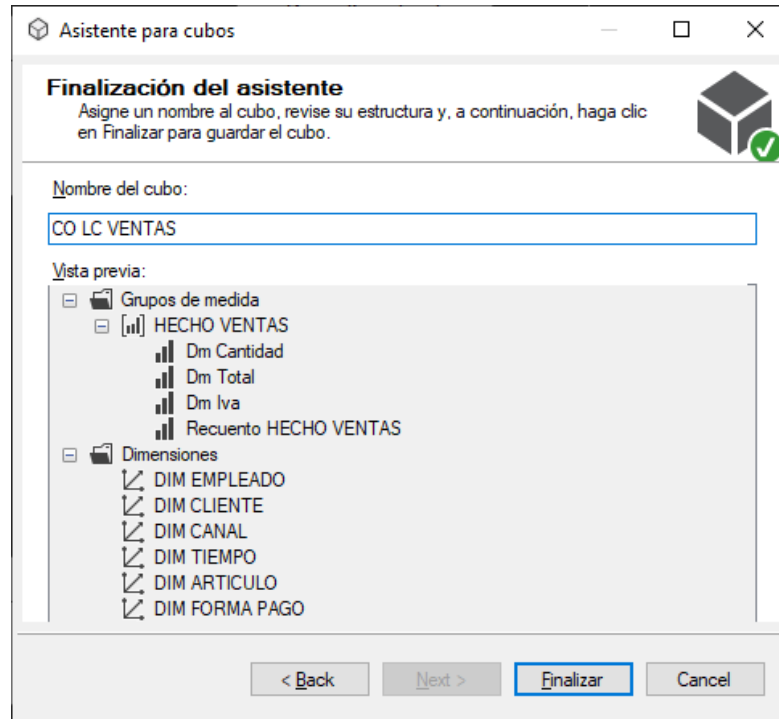 Asistente para cubos
Finalización del asistente
Asigne un nombre al cubo, revise su estructura y, a continuación, haga clic
en Finalizar para guardar el cubo.
Nombre del cubo:
CO LC VENTAS
Vista previa:
Grupos de medida
HECHO VENTAS
Dm Cantidad
Dm Total
Dm Iva
Recuento HECHO VENTAS
Dimensiones
DIM EMPLEADO
DIM CLIENTE
DIM CANAL
DIM TIEMPO
DIM ARTICULO
DIM FORMA PAGO
< Back Next > Finalizar Cancel